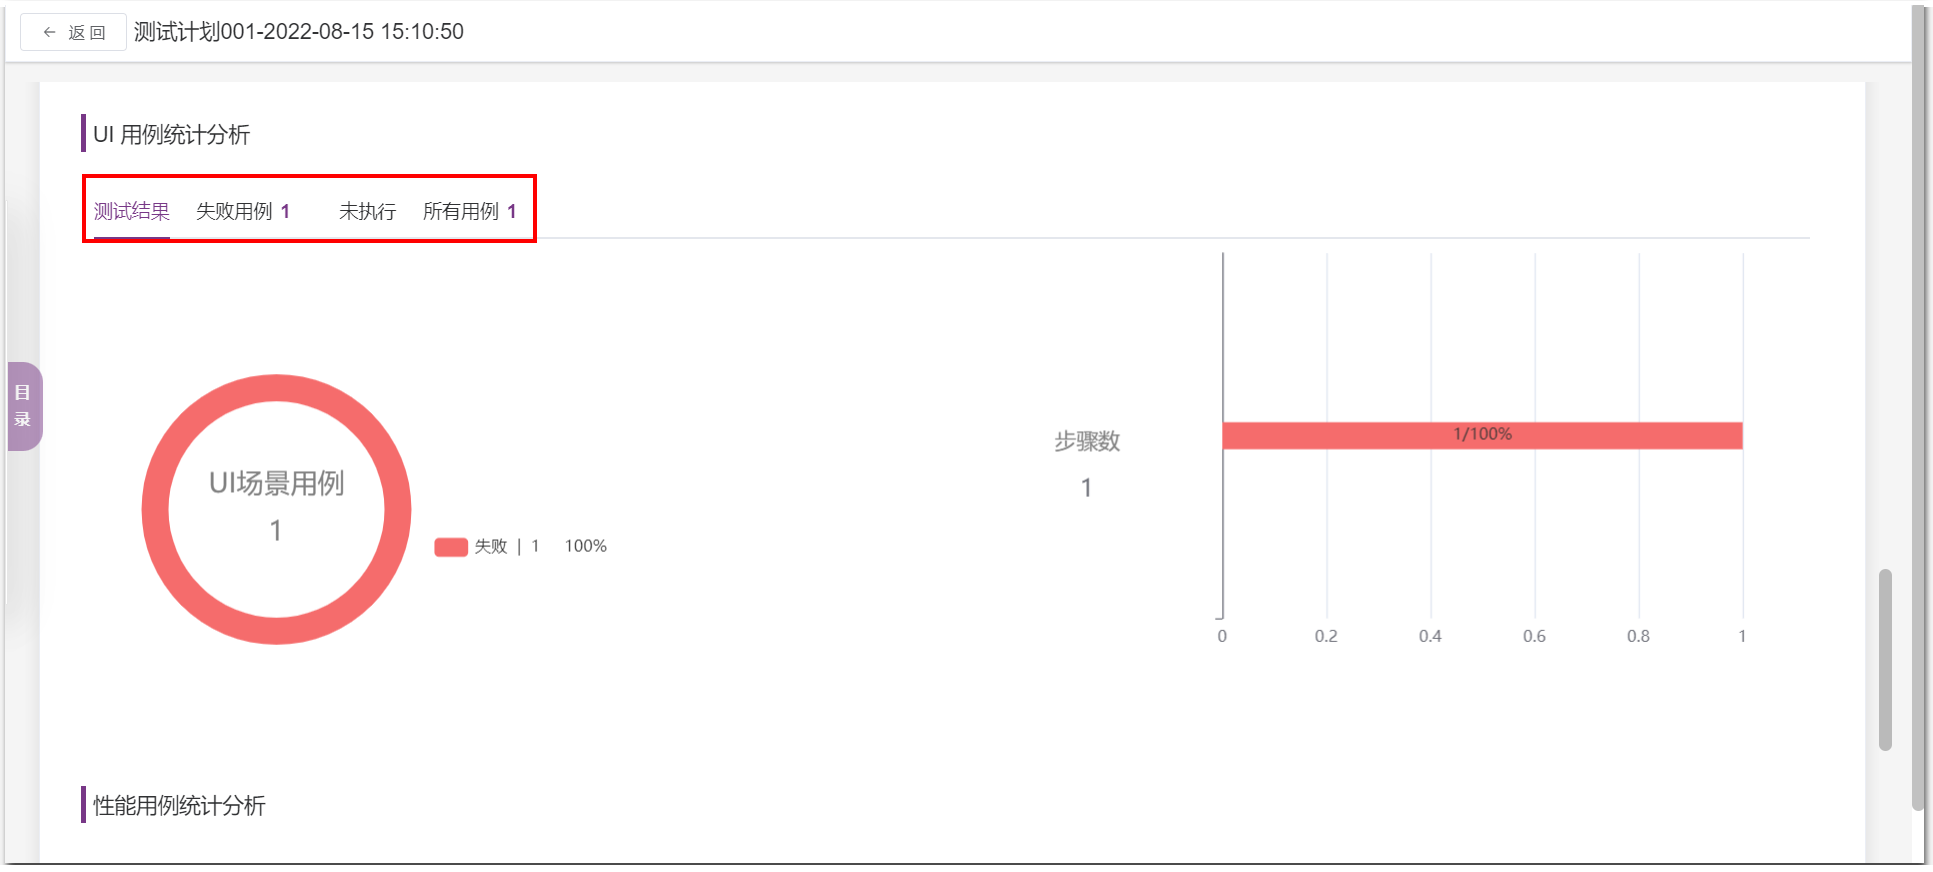 ← 返回 测试计划001-2022-08-15 15:10:50
UI 用例统计分析
测试结果 失败用例 1 未执行 所有用例 1
目
录
UI场景用例
1
失败 | 1 100%
步骤数
1
1/100%
0 0.2 0.4 0.6 0.8 1
性能用例统计分析